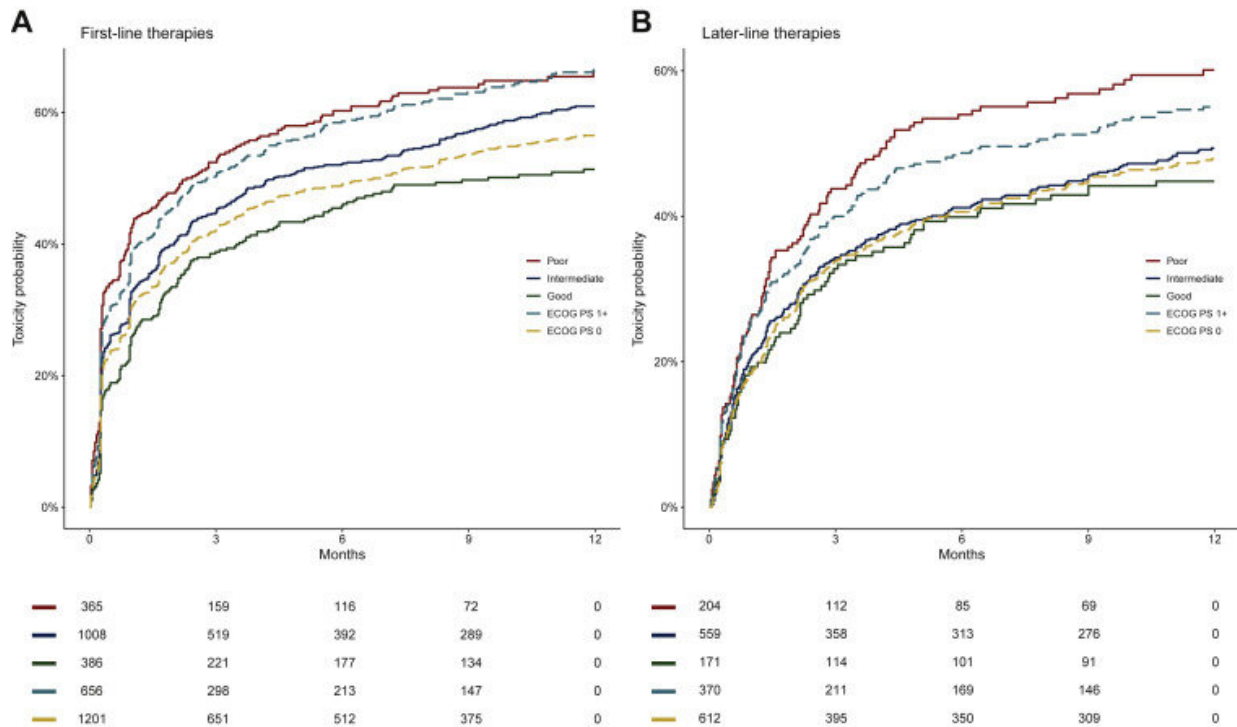 A
First-line therapies
Toxicity probability
60%
40%
20%
0%
Poor
Intermediate
Good
ECOG PS 1+
ECOG PS 0
0 3 6 9 12
Months
365 159 116 72 0
1008 519 392 289 0
386 221 177 134 0
656 298 213 147 0
1201 651 512 375 0
B
Later-line therapies
Toxicity probability
60%
40%
20%
0%
Poor
Intermediate
Good
ECOG PS 1+
ECOG PS 0
0 3 6 9 12
Months
204 112 85 69 0
559 358 313 276 0
171 114 101 91 0
370 211 169 146 0
612 395 350 309 0